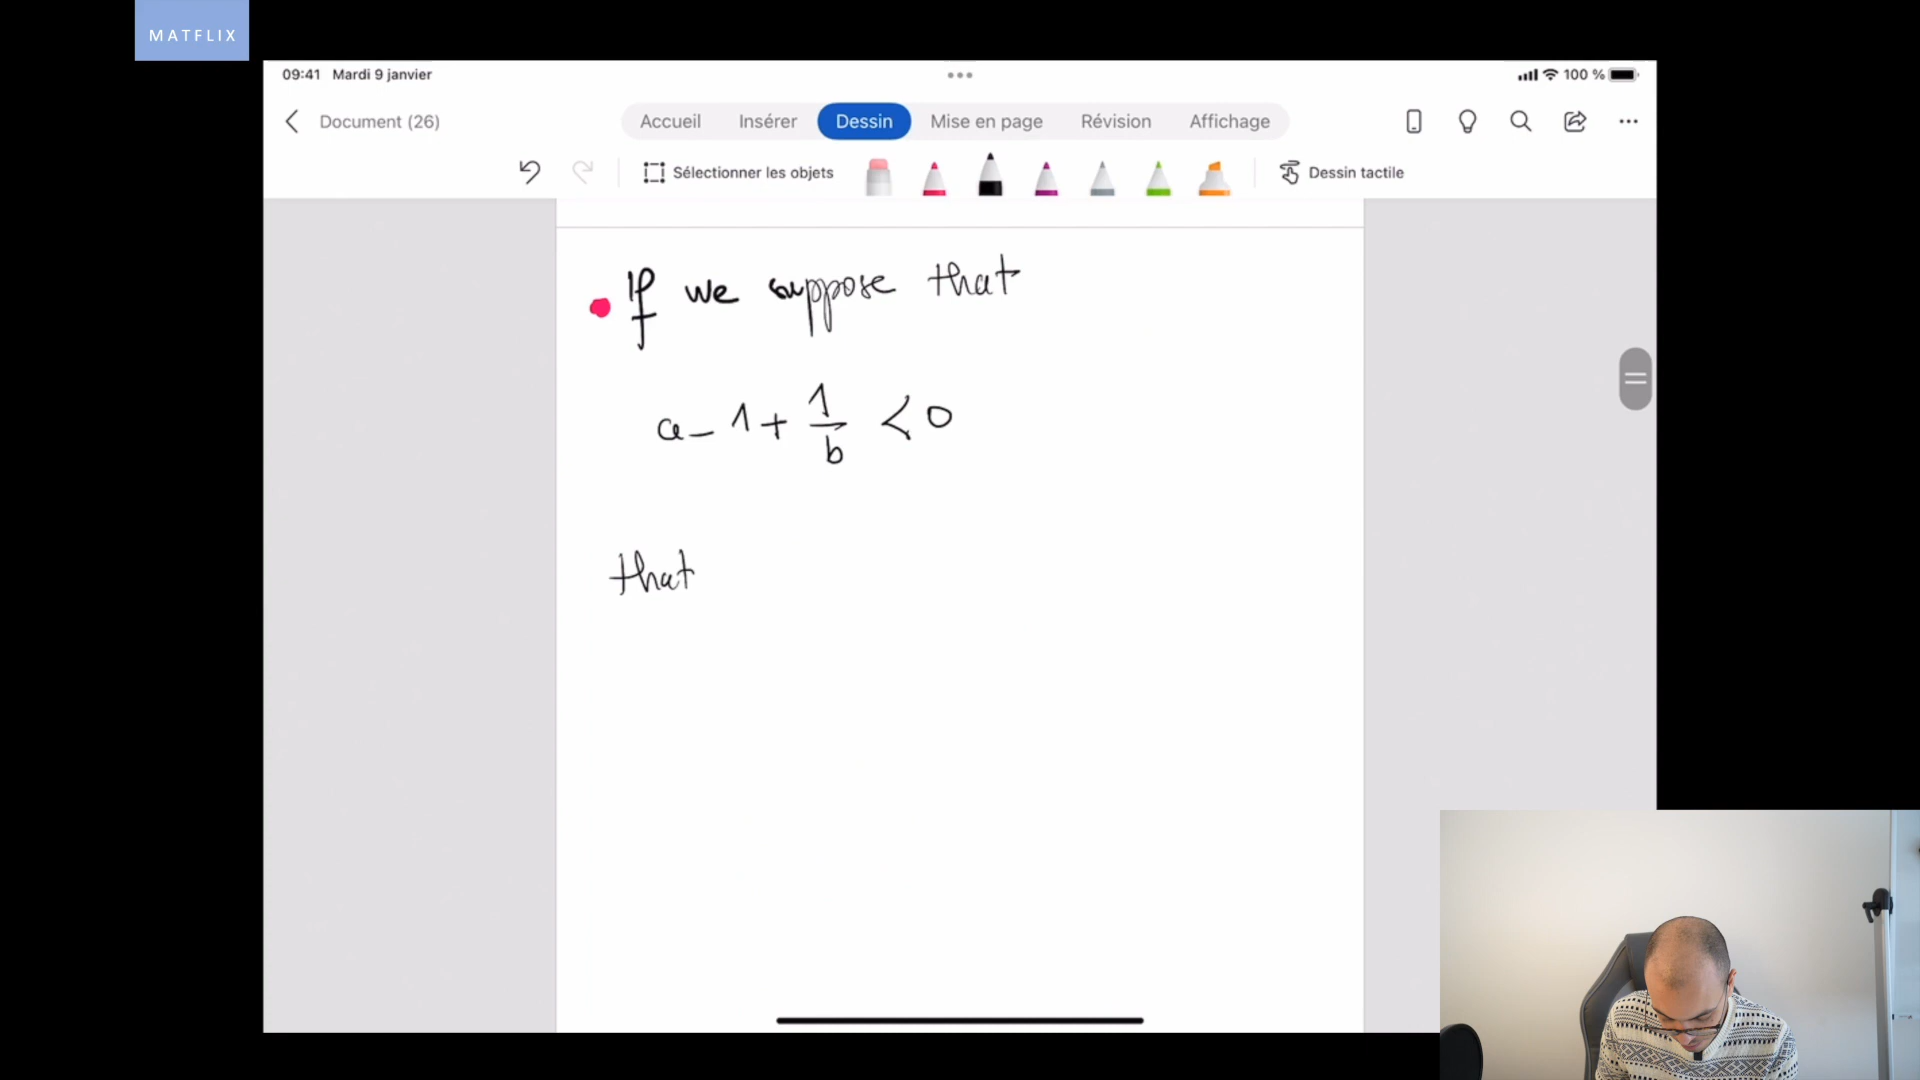 MATFLIX
09:41 Mardi 9 janvier
100 %
Document (26)
Accueil Insérer Dessin Mise en page Révision Affichage
Sélectionner les objets
Dessin tactile
If we suppose that
a - 1 + 1/b < 0
that